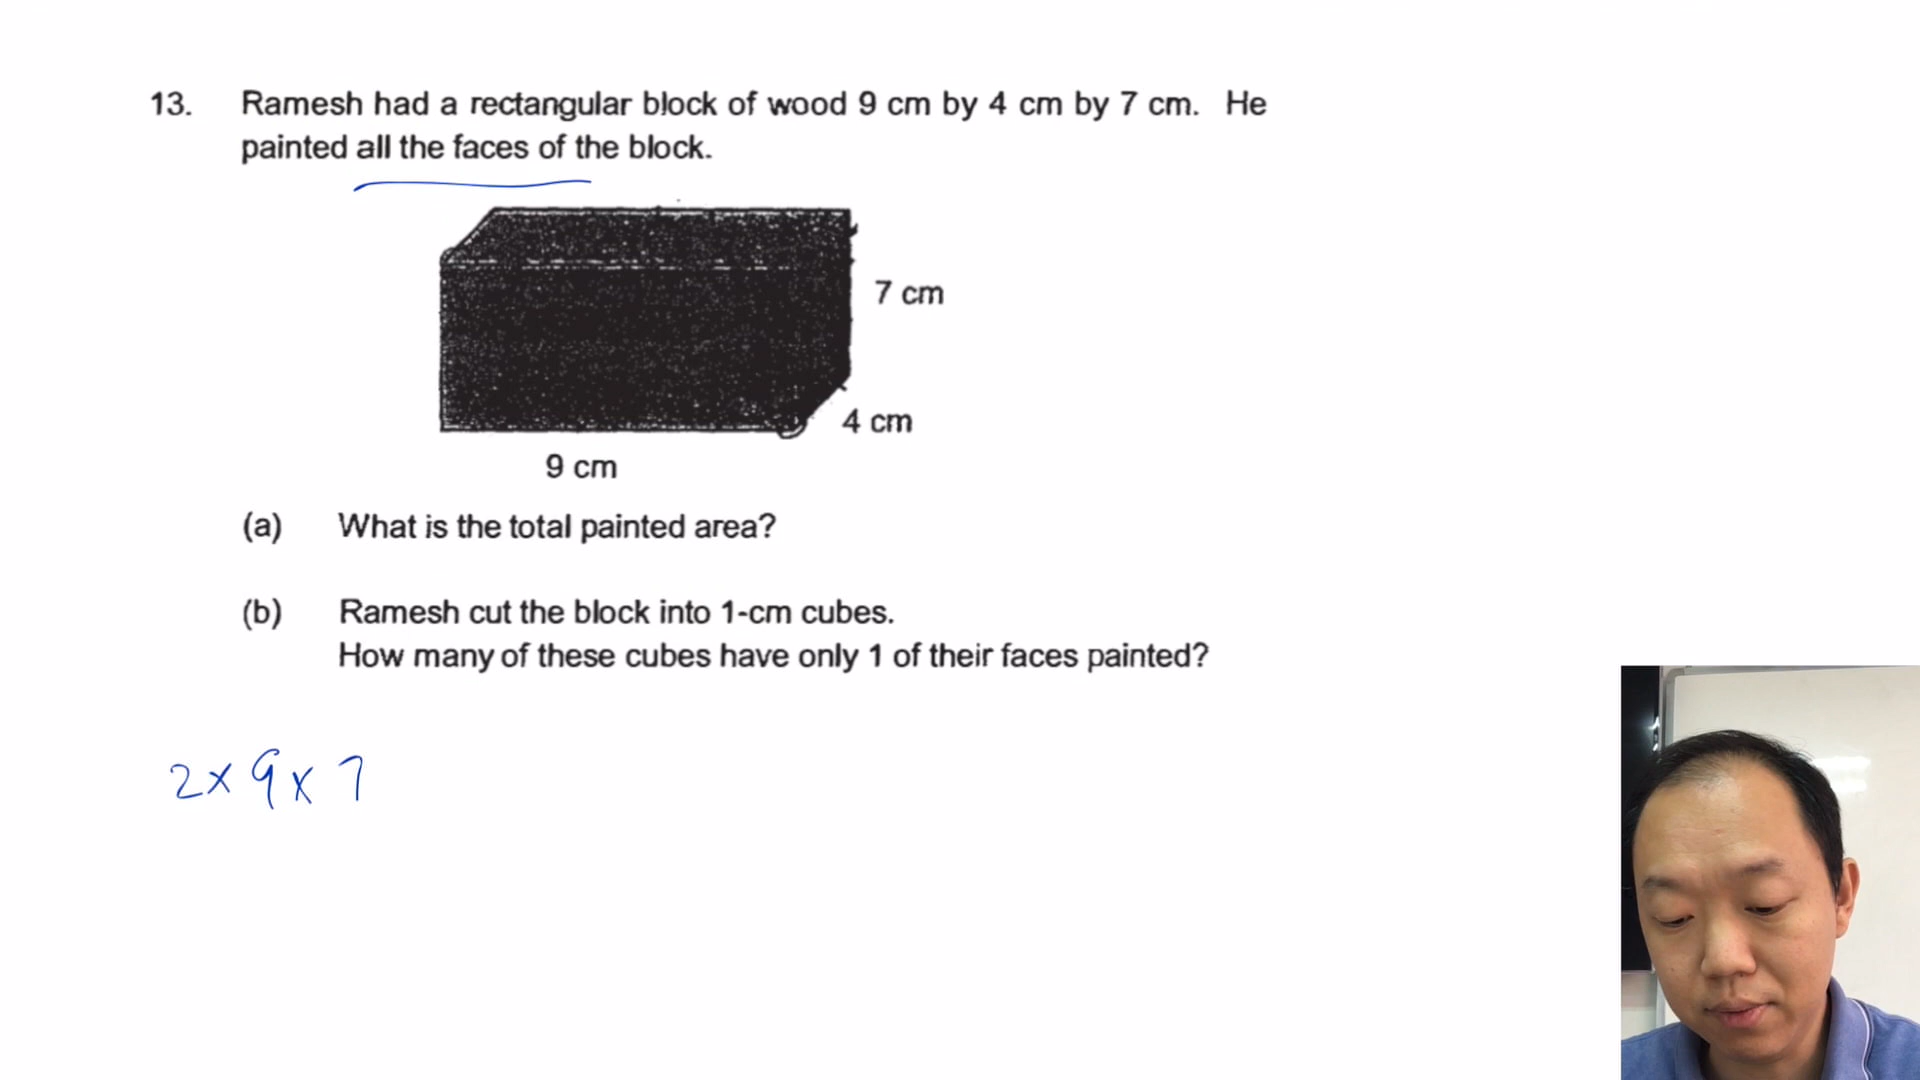 13. Ramesh had a rectangular block of wood 9 cm by 4 cm by 7 cm. He
painted all the faces of the block.
7 cm
4 cm
9 cm
(a) What is the total painted area?
(b) Ramesh cut the block into 1-cm cubes.
How many of these cubes have only 1 of their faces painted?
2 x 9 x 7